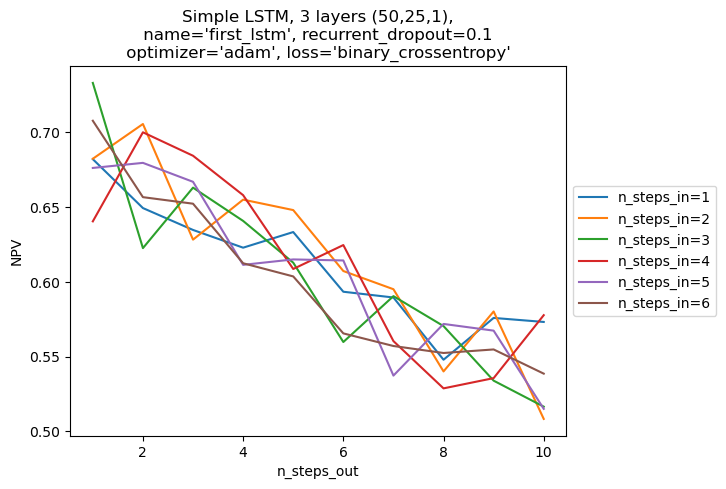 Simple LSTM, 3 layers (50,25,1),
name='first_lstm', recurrent_dropout=0.1
optimizer='adam', loss='binary_crossentropy'
NPV
0.70
0.65
0.60
0.55
0.50
2
4
6
8
10
n_steps_out
n_steps_in=1
n_steps_in=2
n_steps_in=3
n_steps_in=4
n_steps_in=5
n_steps_in=6